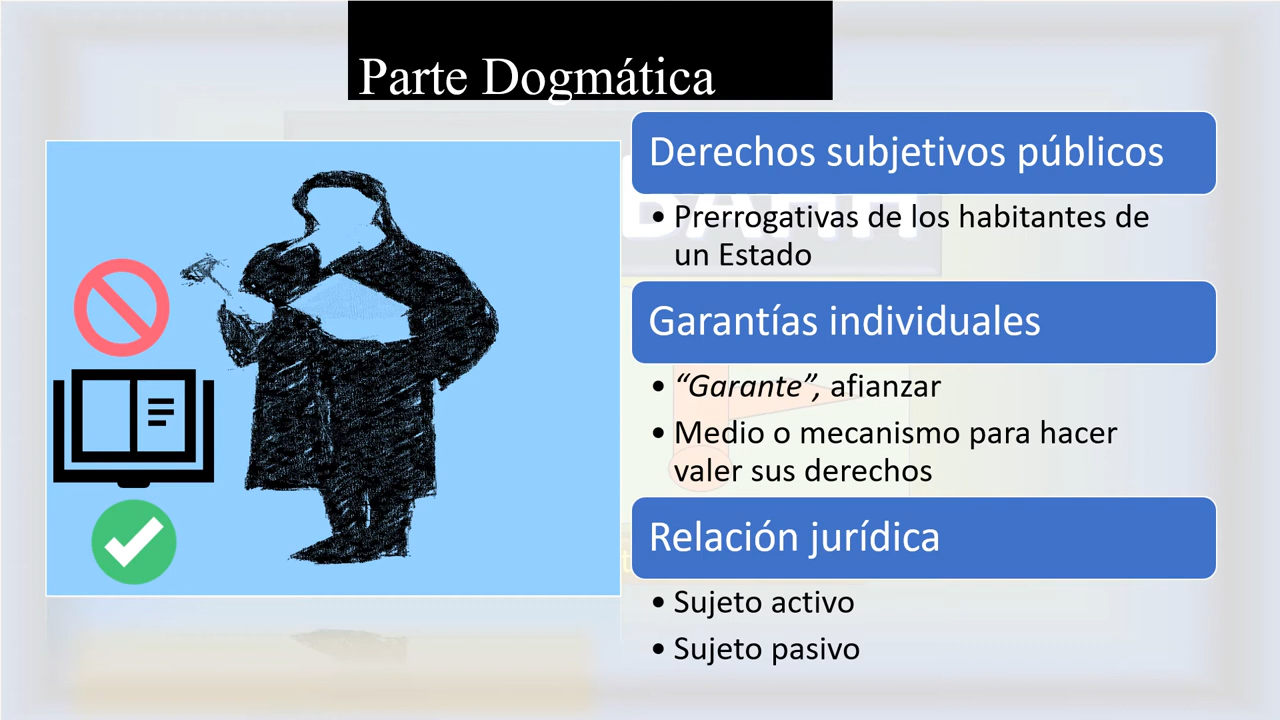 Parte Dogmática
Derechos subjetivos públicos
• Prerrogativas de los habitantes de
un Estado
Garantías individuales
• “Garante”, afianzar
• Medio o mecanismo para hacer
valer sus derechos
Relación jurídica
• Sujeto activo
• Sujeto pasivo